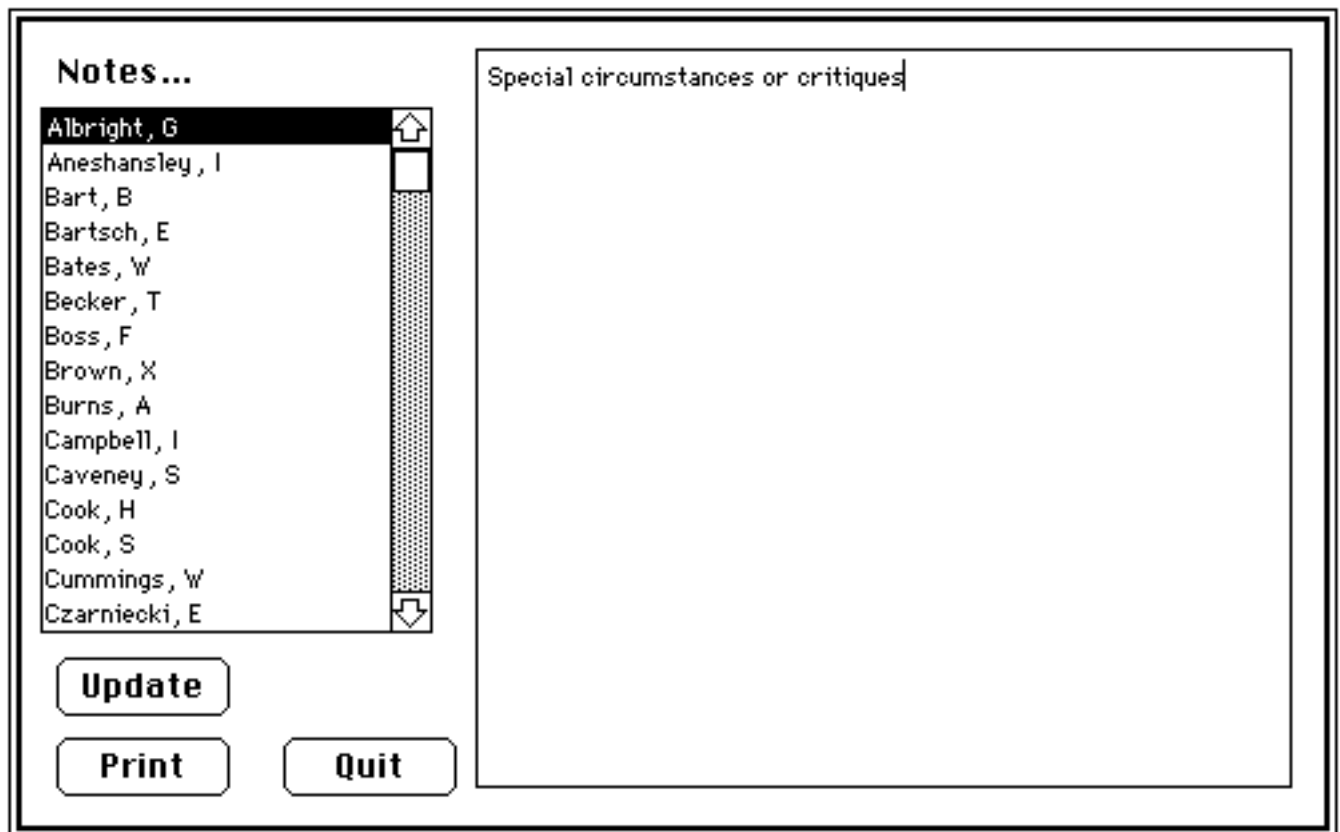 Notes...
Albright, G
Aneshansley, I
Bart, B
Bartsch, E
Bates, W
Becker, T
Boss, F
Brown, X
Burns, A
Campbell, I
Caveney, S
Cook, H
Cook, S
Cummings, W
Czarniecki, E
Update
Print
Quit
Special circumstances or critiques